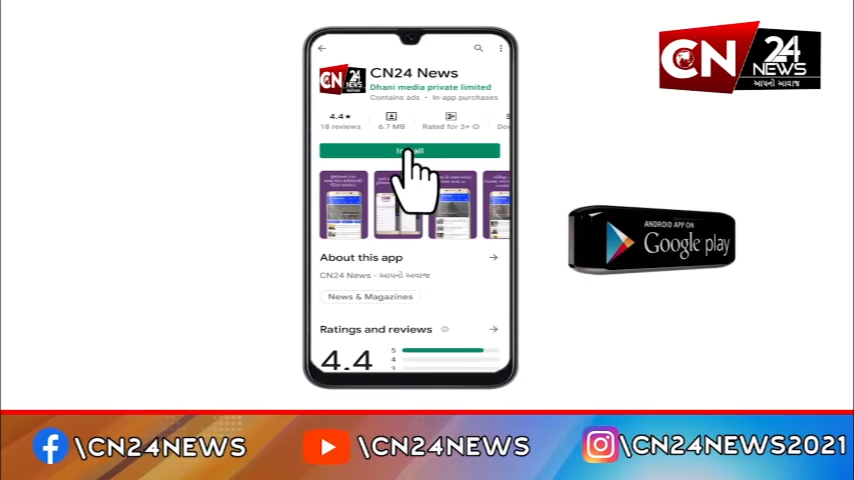 CN24 News
Dhani media private limited
Contains ads • In-app purchases
4.4★
18 reviews
6.7 MB
3+
Rated for 3+
About this app
CN24 News - આપનો અવાજ
News & Magazines
Ratings and reviews
4.4
5
4
3
CN 24
NEWS
આપનો અવાજ
ANDROID APP ON
Google play
\CN24NEWS
\CN24NEWS
\CN24NEWS2021